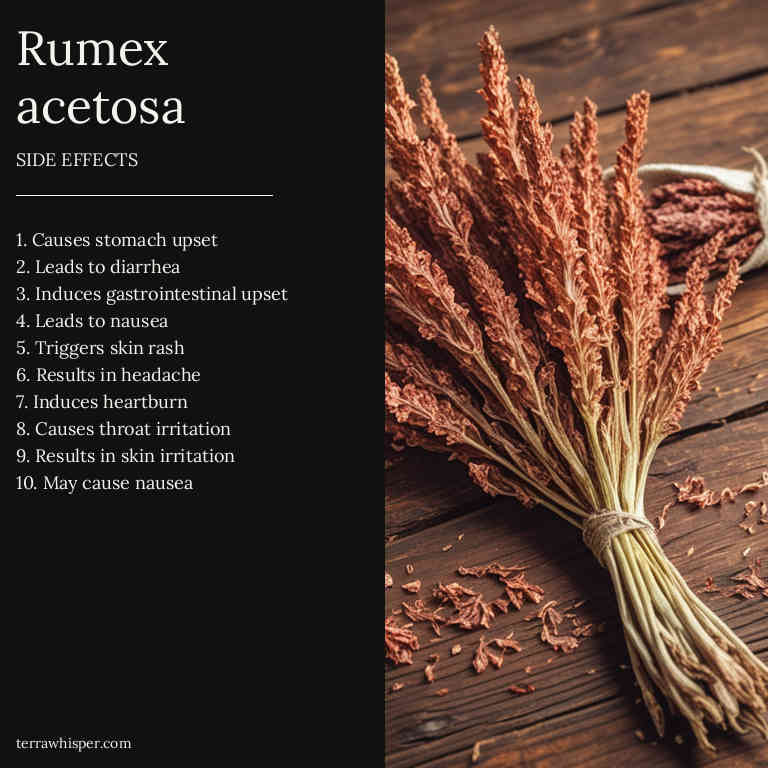 Rumex
acetosa
SIDE EFFECTS
1. Causes stomach upset
2. Leads to diarrhea
3. Induces gastrointestinal upset
4. Leads to nausea
5. Triggers skin rash
6. Results in headache
7. Induces heartburn
8. Causes throat irritation
9. Results in skin irritation
10. May cause nausea
terrawhisper.com